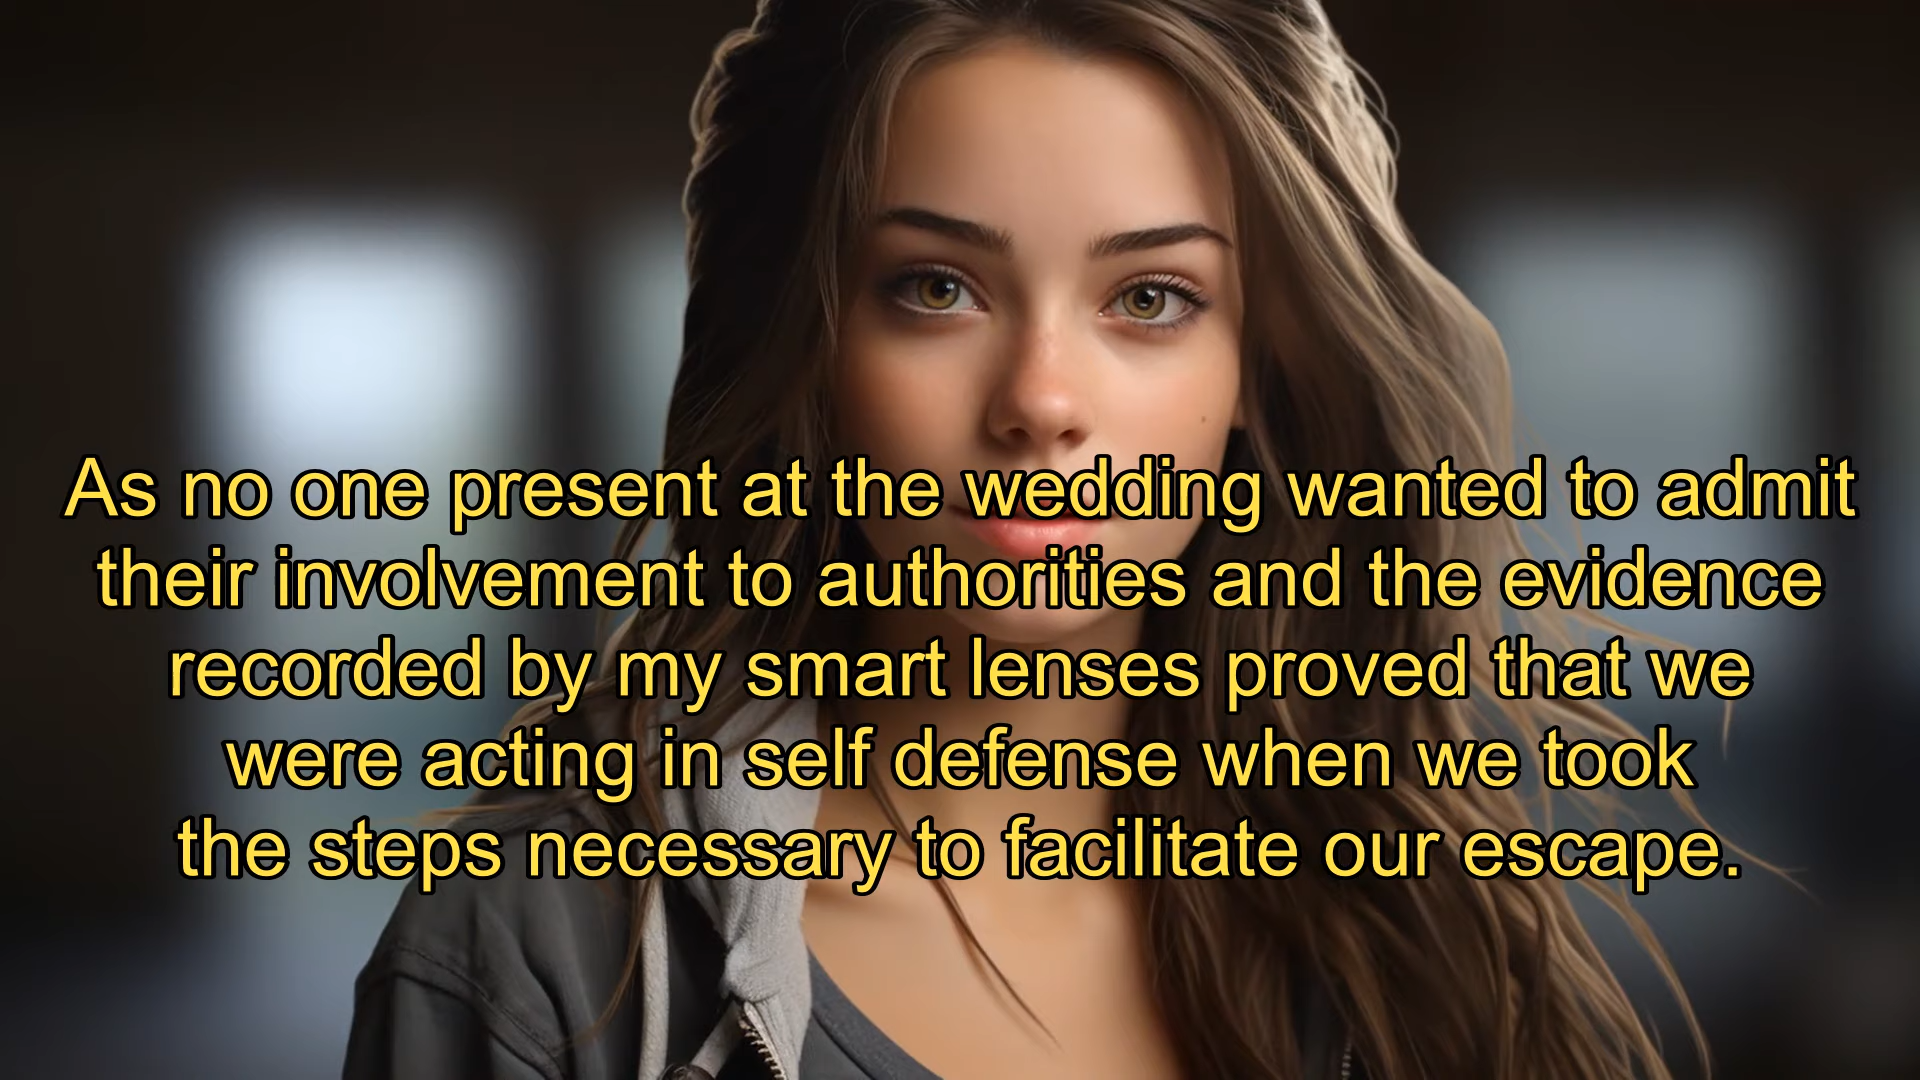 As no one present at the wedding wanted to admit
their involvement to authorities and the evidence
recorded by my smart lenses proved that we
were acting in self defense when we took
the steps necessary to facilitate our escape.